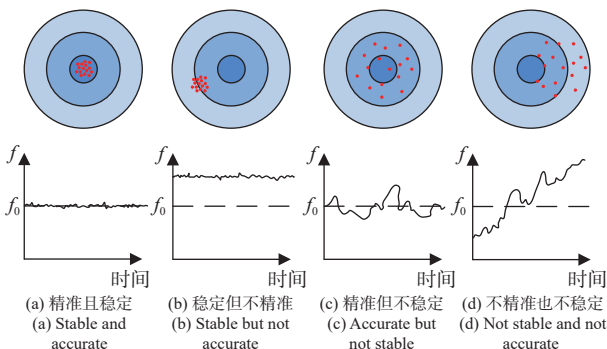 f
f
f
f
f₀
f₀
f₀
f₀
时间
时间
时间
时间
(a) 精准且稳定
(a) Stable and
accurate
(b) 稳定但不精准
(b) Stable but not
accurate
(c) 精准但不稳定
(c) Accurate but
not stable
(d) 不精准也不稳定
(d) Not stable and not
accurate